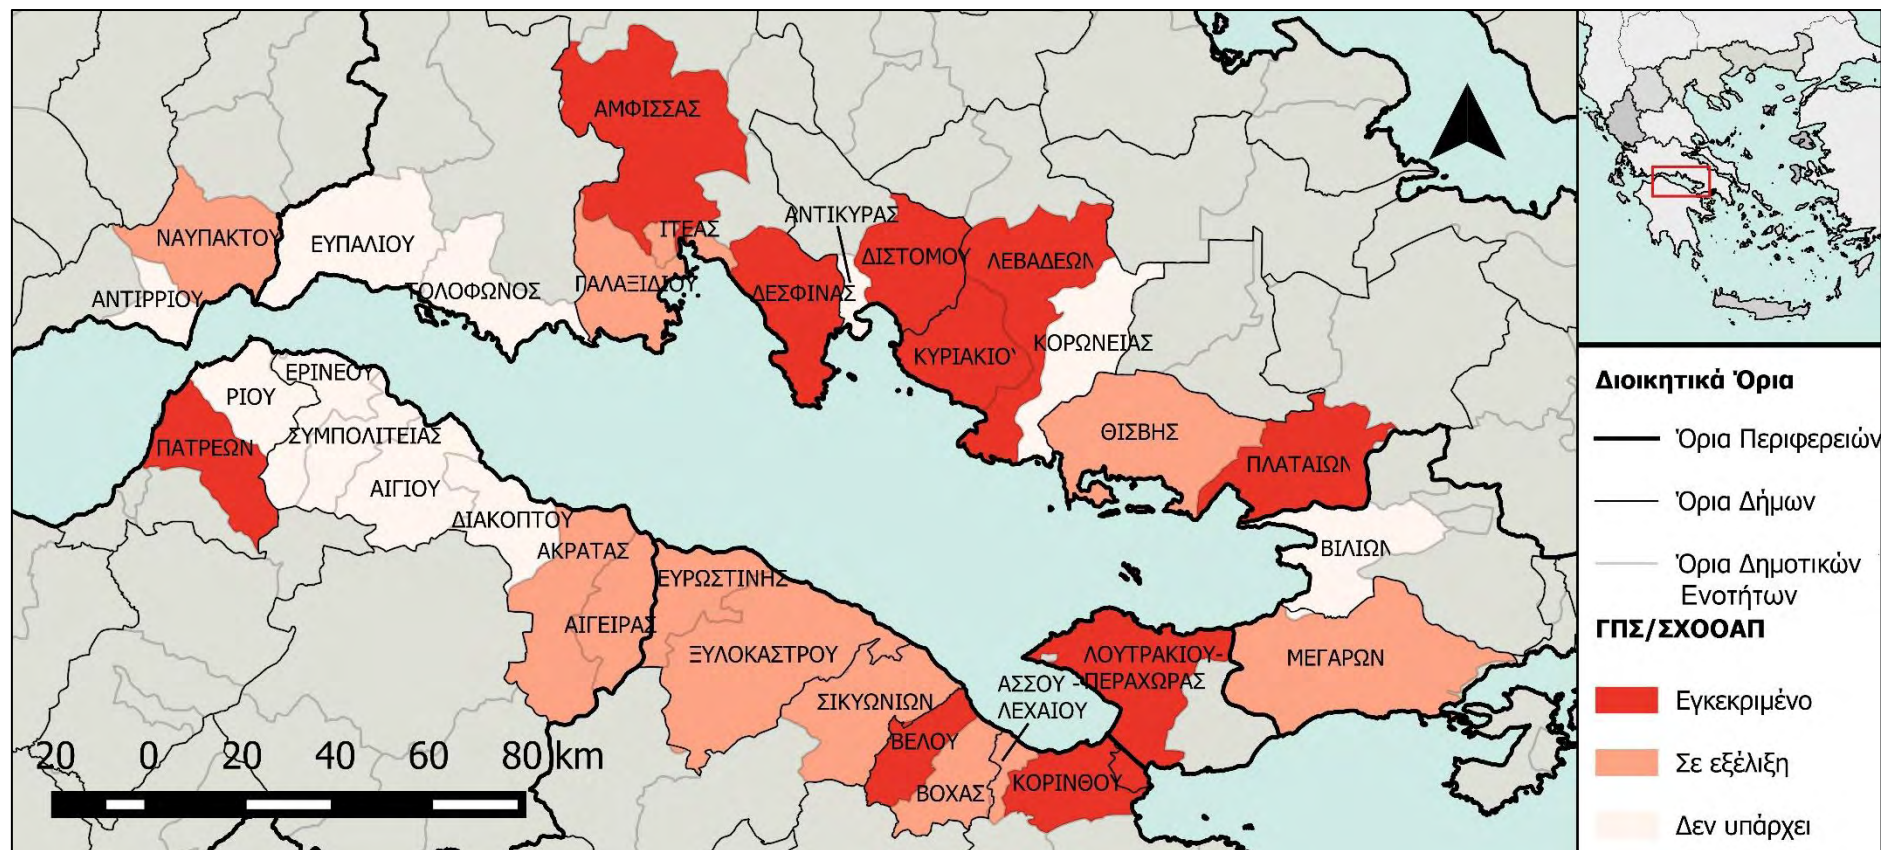 ΑΜΦΙΣΣΑΣ
ΝΑΥΠΑΚΤΟΥ
ΕΥΠΑΛΙΟΥ
ΙΤΕΑΣ
ΑΝΤΙΚΥΡΑΣ
ΔΙΣΤΟΜΟΥ
ΛΕΒΑΔΕΩΝ
ΑΝΤΙΡΡΙΟΥ
ΤΟΛΟΦΩΝΟΣ
ΓΑΛΑΞΙΔΙΟΥ
ΔΕΣΦΙΝΑΣ
ΚΥΡΙΑΚΙΟΥ
ΚΟΡΩΝΕΙΑΣ
ΕΡΙΝΕΟΥ
ΡΙΟΥ
ΠΑΤΡΕΩΝ
ΣΥΜΠΟΛΙΤΕΙΑΣ
ΘΙΣΒΗΣ
ΠΛΑΤΑΙΩΝ
ΑΙΓΙΟΥ
ΔΙΑΚΟΠΤΟΥ
ΑΚΡΑΤΑΣ
ΒΙΛΙΩΝ
ΕΥΡΩΣΤΙΝΗΣ
ΑΙΓΕΙΡΑΣ
ΞΥΛΟΚΑΣΤΡΟΥ
ΛΟΥΤΡΑΚΙΟΥ-
ΠΕΡΑΧΩΡΑΣ
ΜΕΓΑΡΩΝ
ΑΣΣΟΥ -
ΛΕΧΑΙΟΥ
ΣΙΚΥΩΝΙΩΝ
ΒΕΛΟΥ
ΒΟΧΑΣ
ΚΟΡΙΝΘΟΥ
20 0 20 40 60 80 km
Διοικητικά Όρια
Όρια Περιφερειών
Όρια Δήμων
Όρια Δημοτικών
Ενοτήτων
ΓΠΣ/ΣΧΟΟΑΠ
Εγκεκριμένο
Σε εξέλιξη
Δεν υπάρχει